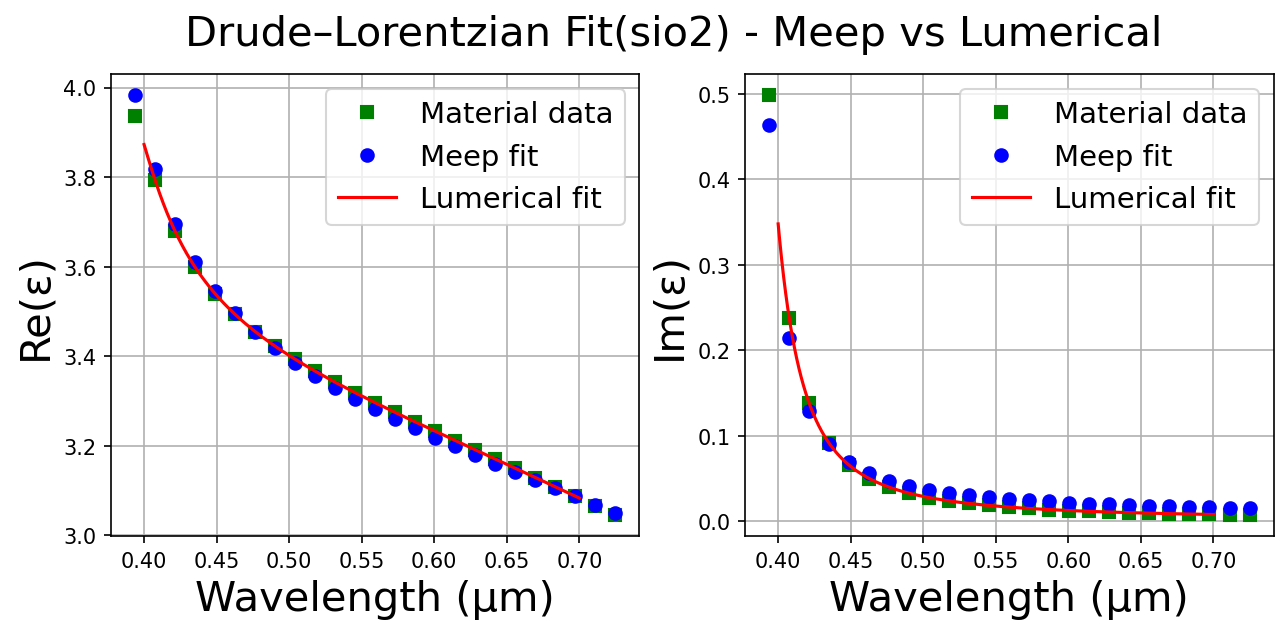 Drude–Lorentzian Fit(sio2) - Meep vs Lumerical
Re(ε)
4.0
3.8
3.6
3.4
3.2
3.0
Material data
Meep fit
Lumerical fit
0.40 0.45 0.50 0.55 0.60 0.65 0.70
Wavelength (μm)
Im(ε)
0.5
0.4
0.3
0.2
0.1
0.0
Material data
Meep fit
Lumerical fit
0.40 0.45 0.50 0.55 0.60 0.65 0.70
Wavelength (μm)